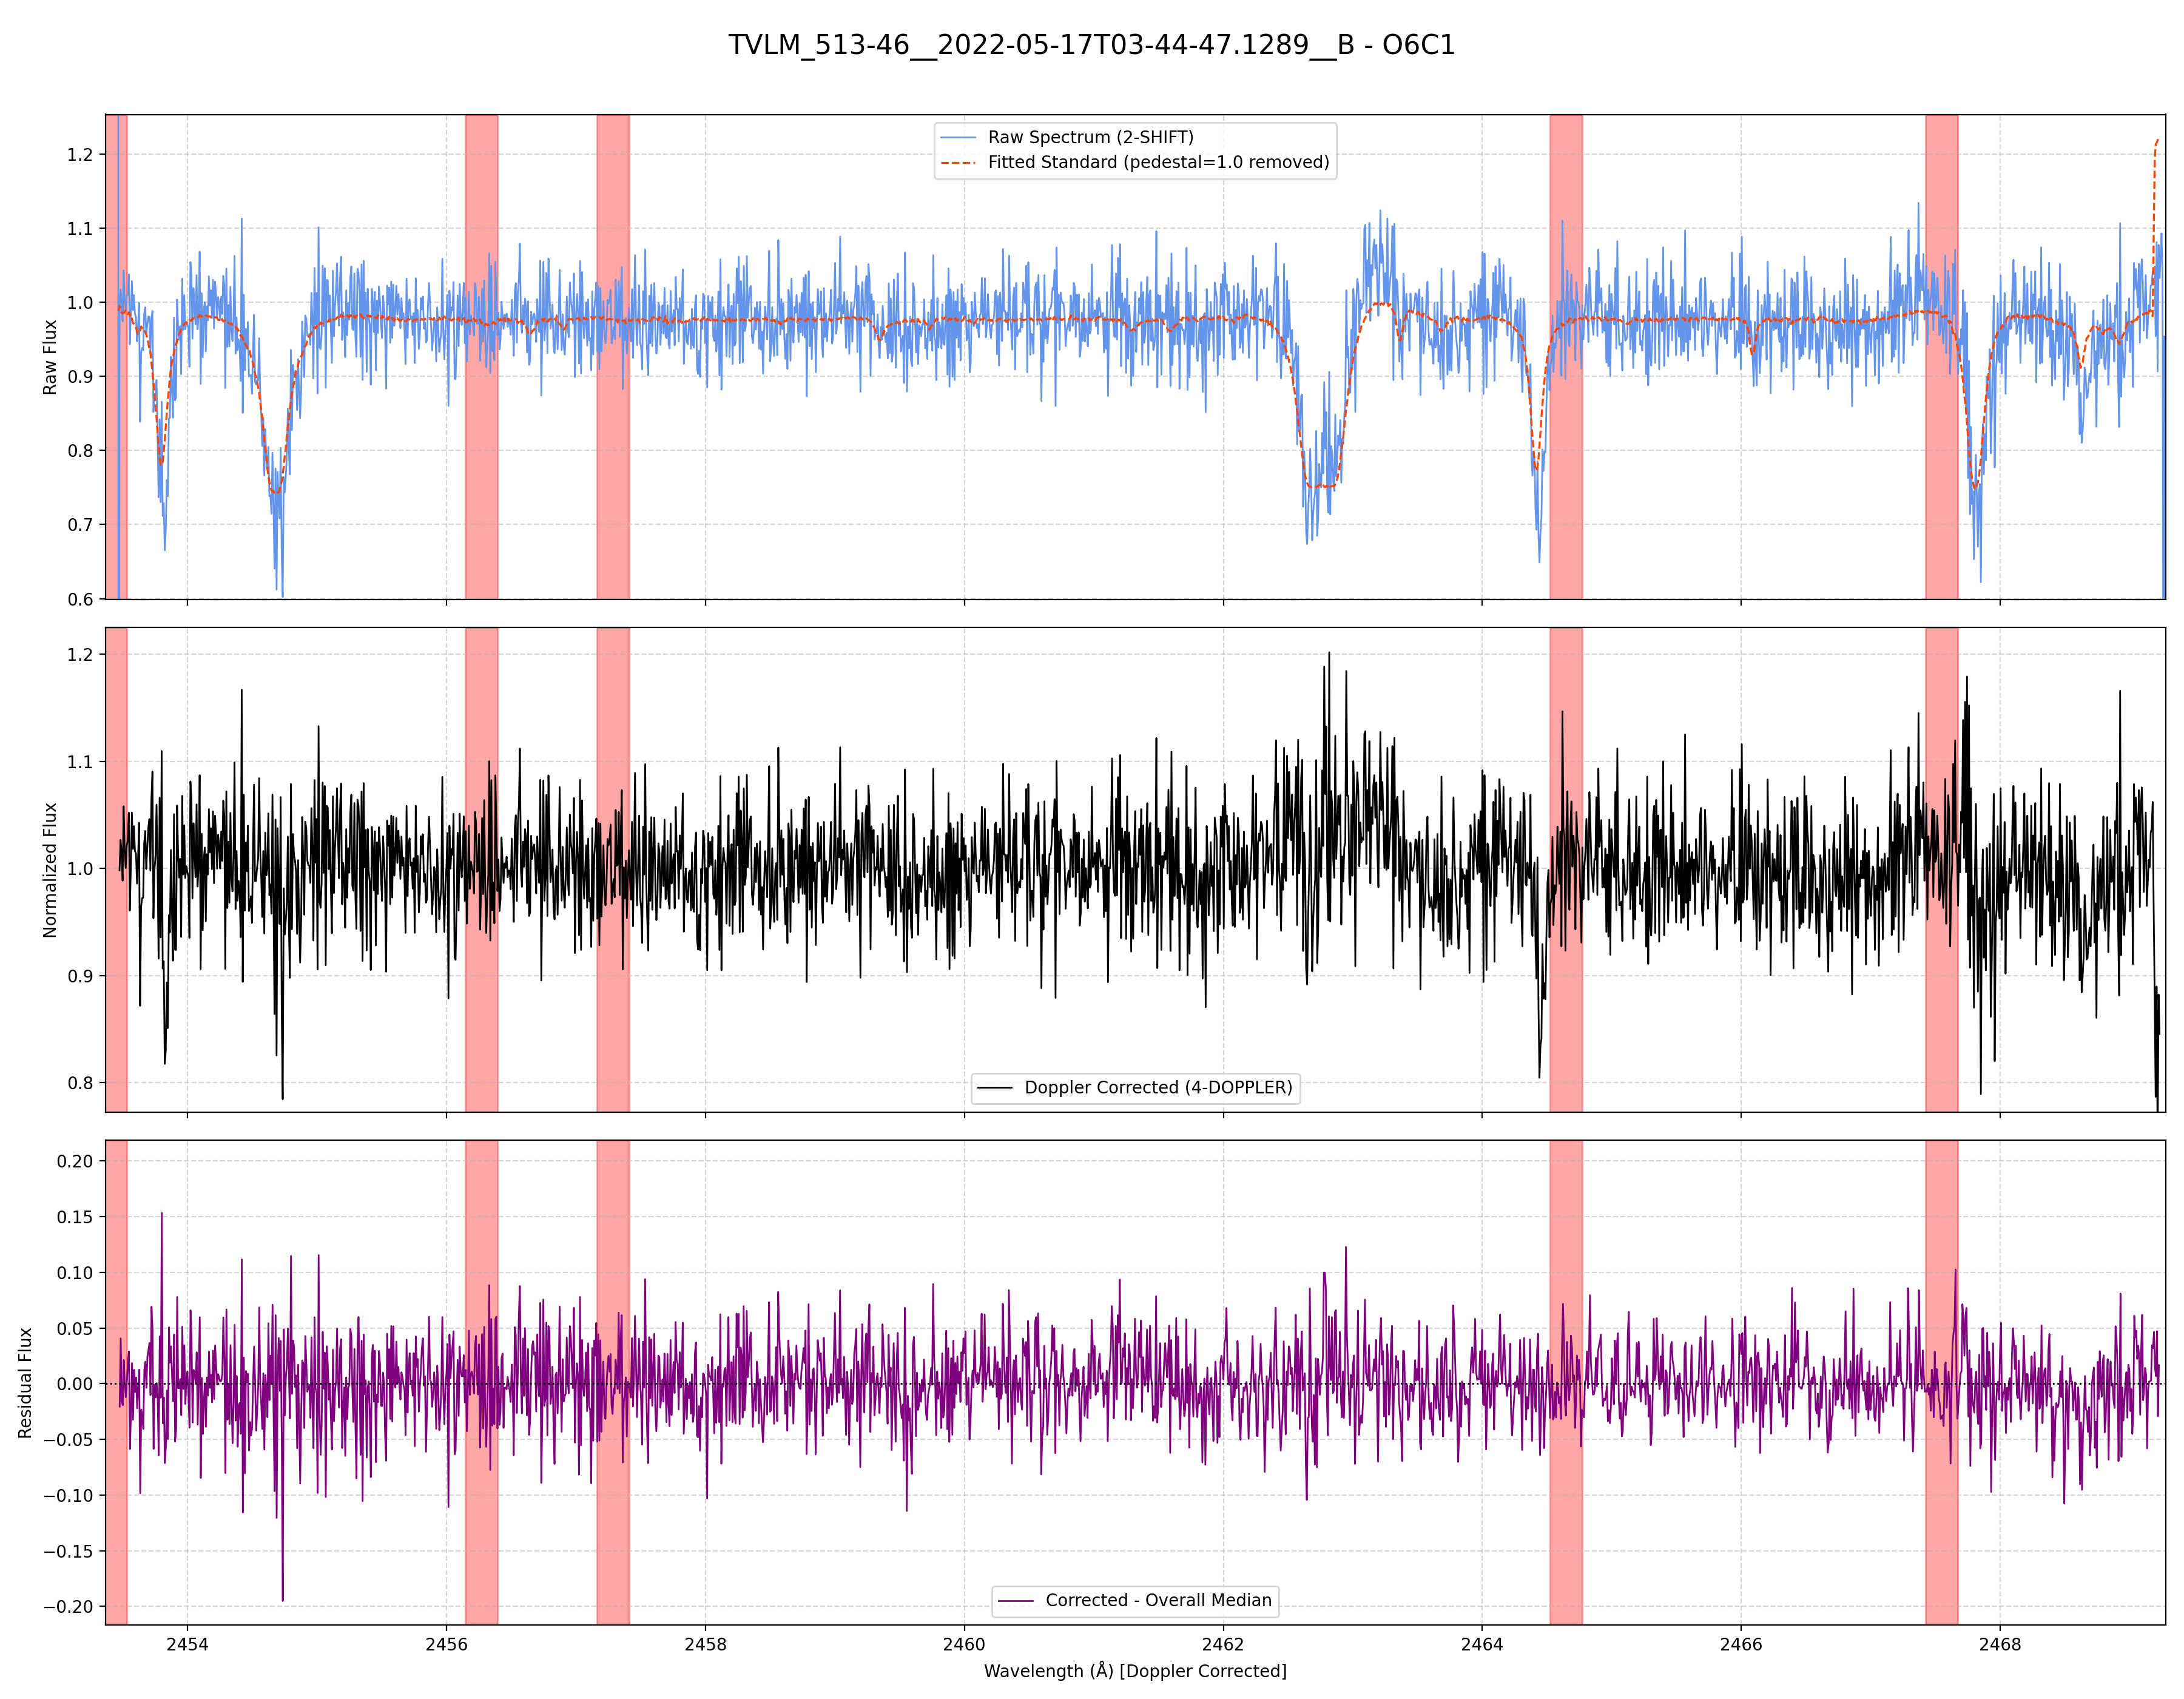 TVLM_513-46__2022-05-17T03-44-47.1289__B - O6C1
Raw Spectrum (2-SHIFT)
Fitted Standard (pedestal=1.0 removed)
1.2
1.1
1.0
0.9
0.8
0.7
0.6
Raw Flux
1.2
1.1
1.0
0.9
0.8
Normalized Flux
Doppler Corrected (4-DOPPLER)
0.20
0.15
0.10
0.05
0.00
−0.05
−0.10
−0.15
−0.20
Residual Flux
Corrected - Overall Median
2454 2456 2458 2460 2462 2464 2466 2468
Wavelength (Å) [Doppler Corrected]